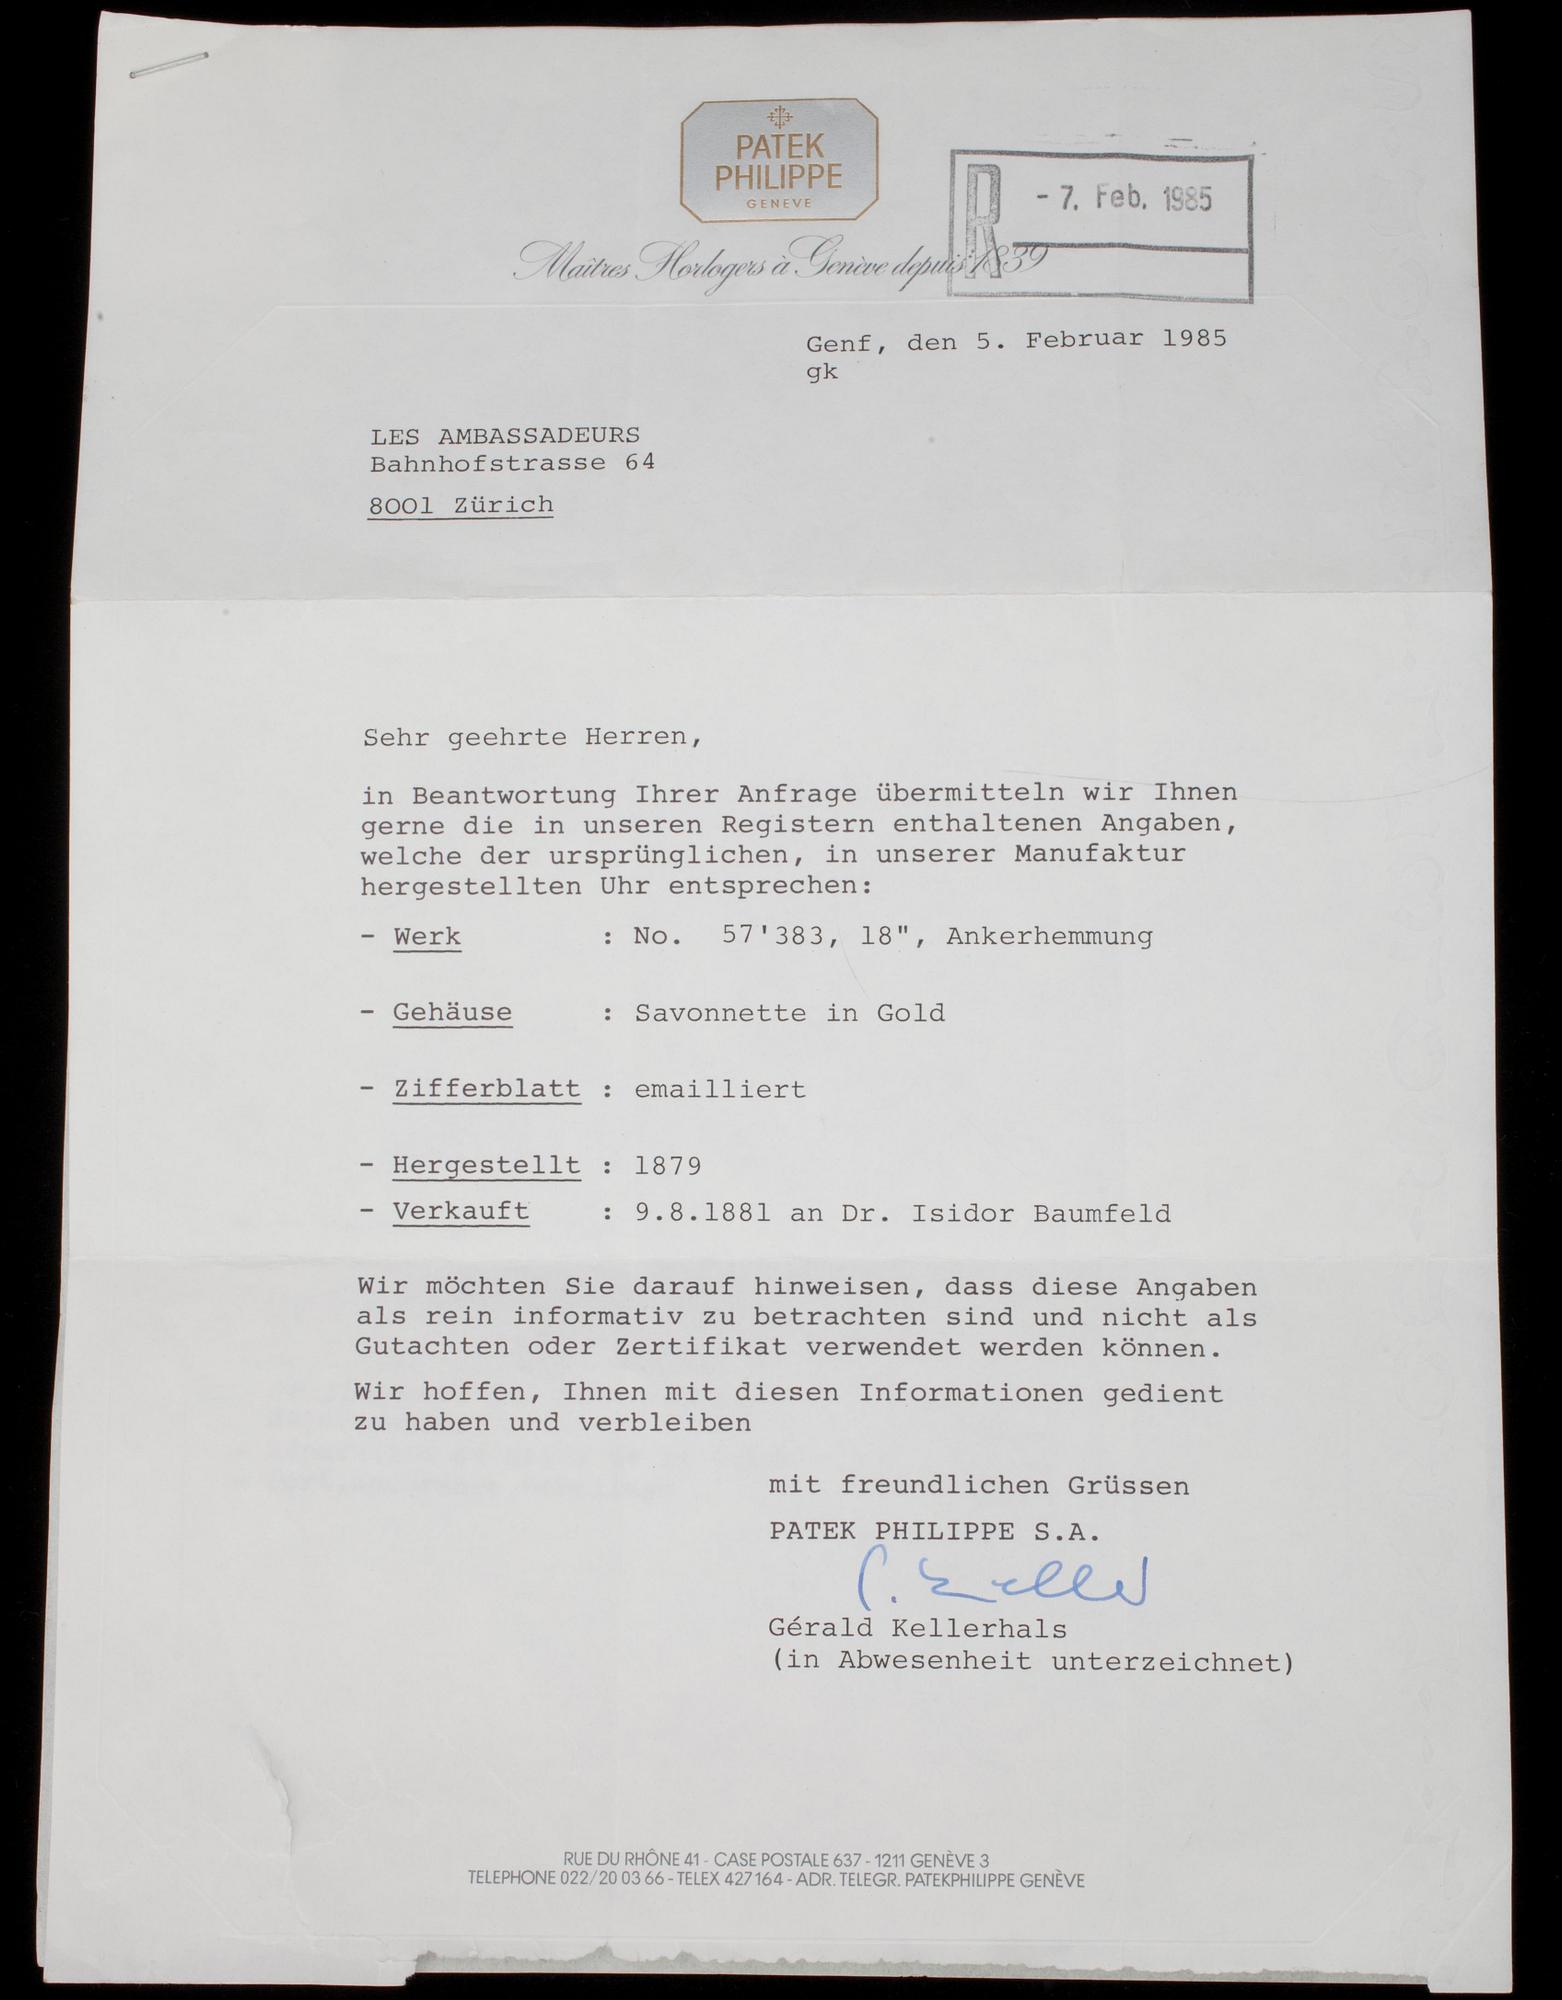 PATEK
PHILIPPE
GENEVE
R
- 7. Feb. 1985
Maîtres Horlogers à Genève depuis 1839
Genf, den 5. Februar 1985
gk
LES AMBASSADEURS
Bahnhofstrasse 64
8001 Zürich
Sehr geehrte Herren,
in Beantwortung Ihrer Anfrage übermitteln wir Ihnen
gerne die in unseren Registern enthaltenen Angaben,
welche der ursprünglichen, in unserer Manufaktur
hergestellten Uhr entsprechen:
- Werk : No. 57'383, 18", Ankerhemmung
- Gehäuse : Savonnette in Gold
- Zifferblatt : emailliert
- Hergestellt : 1879
- Verkauft : 9.8.1881 an Dr. Isidor Baumfeld
Wir möchten Sie darauf hinweisen, dass diese Angaben
als rein informativ zu betrachten sind und nicht als
Gutachten oder Zertifikat verwendet werden können.
Wir hoffen, Ihnen mit diesen Informationen gedient
zu haben und verbleiben
mit freundlichen Grüssen
PATEK PHILIPPE S.A.
Gérald Kellerhals
(in Abwesenheit unterzeichnet)
RUE DU RHÔNE 41 - CASE POSTALE 637 - 1211 GENÈVE 3
TELEPHONE 022/20 03 66 - TELEX 427 164 - ADR. TELEGR. PATEKPHILIPPE GENÈVE